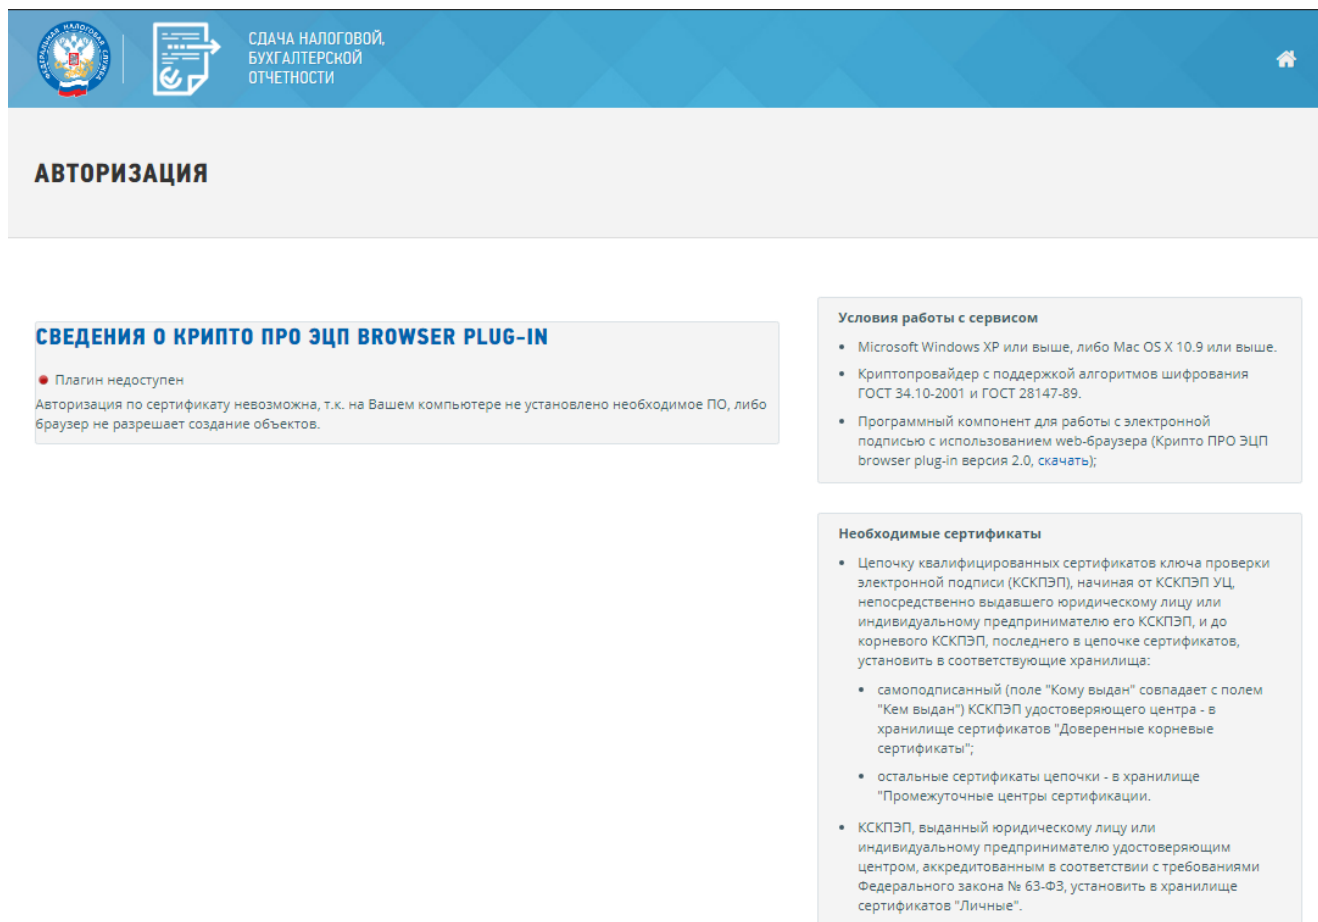 ФЕДЕРАЛЬНАЯ НАЛОГОВАЯ СЛУЖБА
СДАЧА НАЛОГОВОЙ,
БУХГАЛТЕРСКОЙ
ОТЧЕТНОСТИ
АВТОРИЗАЦИЯ
СВЕДЕНИЯ О КРИПТО ПРО ЭЦП BROWSER PLUG-IN
Плагин недоступен
Авторизация по сертификату невозможна, т.к. на Вашем компьютере не установлено необходимое ПО, либо
браузер не разрешает создание объектов.
Условия работы с сервисом
Microsoft Windows XP или выше, либо Mac OS X 10.9 или выше.
Криптопровайдер с поддержкой алгоритмов шифрования
ГОСТ 34.10-2001 и ГОСТ 28147-89.
Программный компонент для работы с электронной
подписью с использованием web-браузера (Крипто ПРО ЭЦП
browser plug-in версия 2.0, скачать);
Необходимые сертификаты
Цепочку квалифицированных сертификатов ключа проверки
электронной подписи (КСКПЭП), начиная от КСКПЭП УЦ,
непосредственно выдавшего юридическому лицу или
индивидуальному предпринимателю его КСКПЭП, и до
корневого КСКПЭП, последнего в цепочке сертификатов,
установить в соответствующие хранилища:
самоподписанный (поле "Кому выдан" совпадает с полем
"Кем выдан") КСКПЭП удостоверяющего центра - в
хранилище сертификатов "Доверенные корневые
сертификаты";
остальные сертификаты цепочки - в хранилище
"Промежуточные центры сертификации.
КСКПЭП, выданный юридическому лицу или
индивидуальному предпринимателю удостоверяющим
центром, аккредитованным в соответствии с требованиями
Федерального закона № 63-ФЗ, установить в хранилище
сертификатов "Личные".